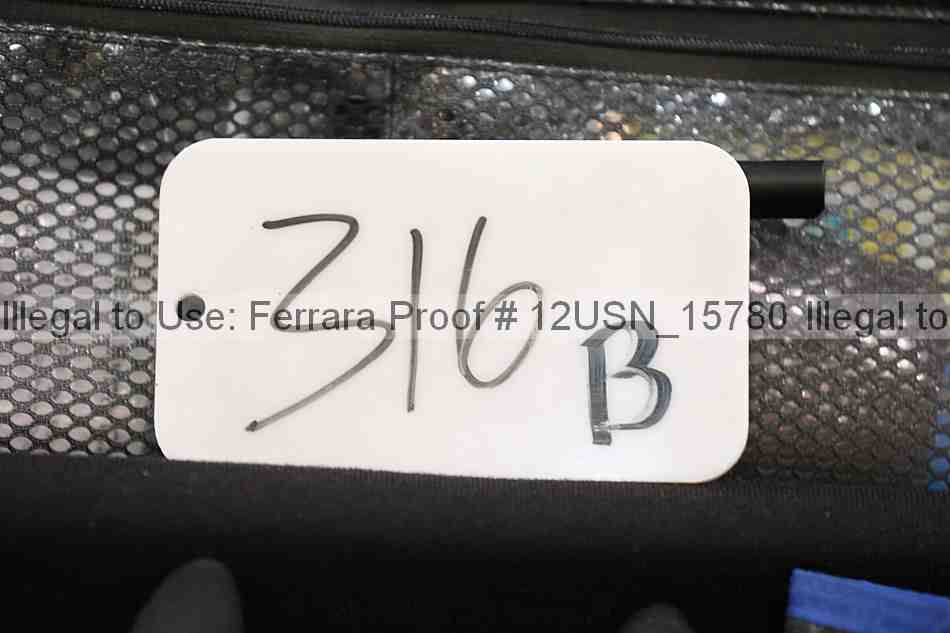 316 B
Illegal to Use: Ferrara Proof # 12USN_15780 Illegal to